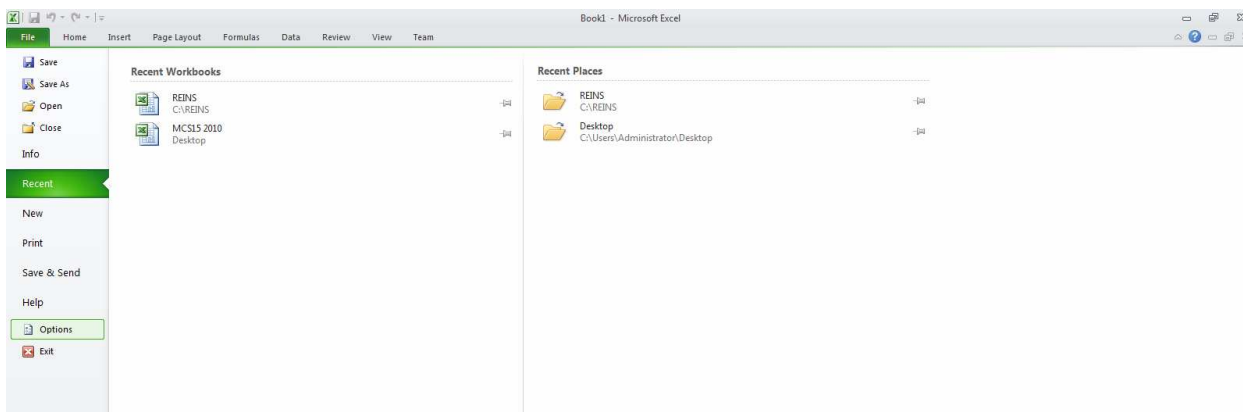 Book1 - Microsoft Excel
File Home Insert Page Layout Formulas Data Review View Team
Save
Save As
Open
Close
Info
Recent
New
Print
Save & Send
Help
Options
Exit
Recent Workbooks
REINS
C:\REINS
MCS15 2010
Desktop
Recent Places
REINS
C:\REINS
Desktop
C:\Users\Administrator\Desktop